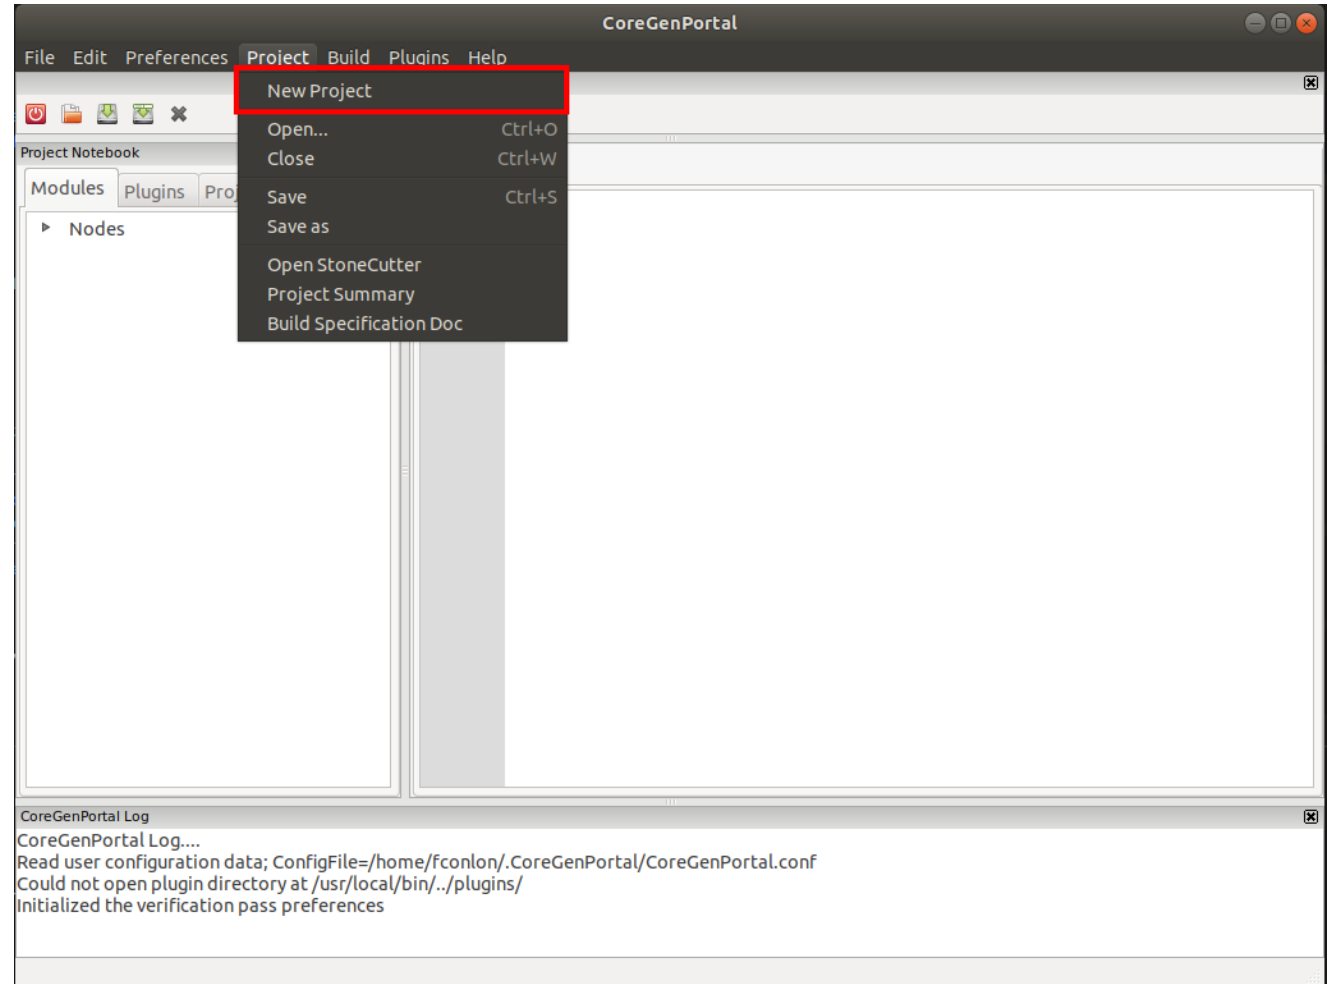 CoreGenPortal
File Edit Preferences Project Build Plugins Help
New Project
Open... Ctrl+O
Close Ctrl+W
Save Ctrl+S
Save as
Open StoneCutter
Project Summary
Build Specification Doc
Project Notebook
Modules Plugins Proj
Nodes
CoreGenPortal Log
CoreGenPortal Log....
Read user configuration data; ConfigFile=/home/fconlon/.CoreGenPortal/CoreGenPortal.conf
Could not open plugin directory at /usr/local/bin/../plugins/
Initialized the verification pass preferences